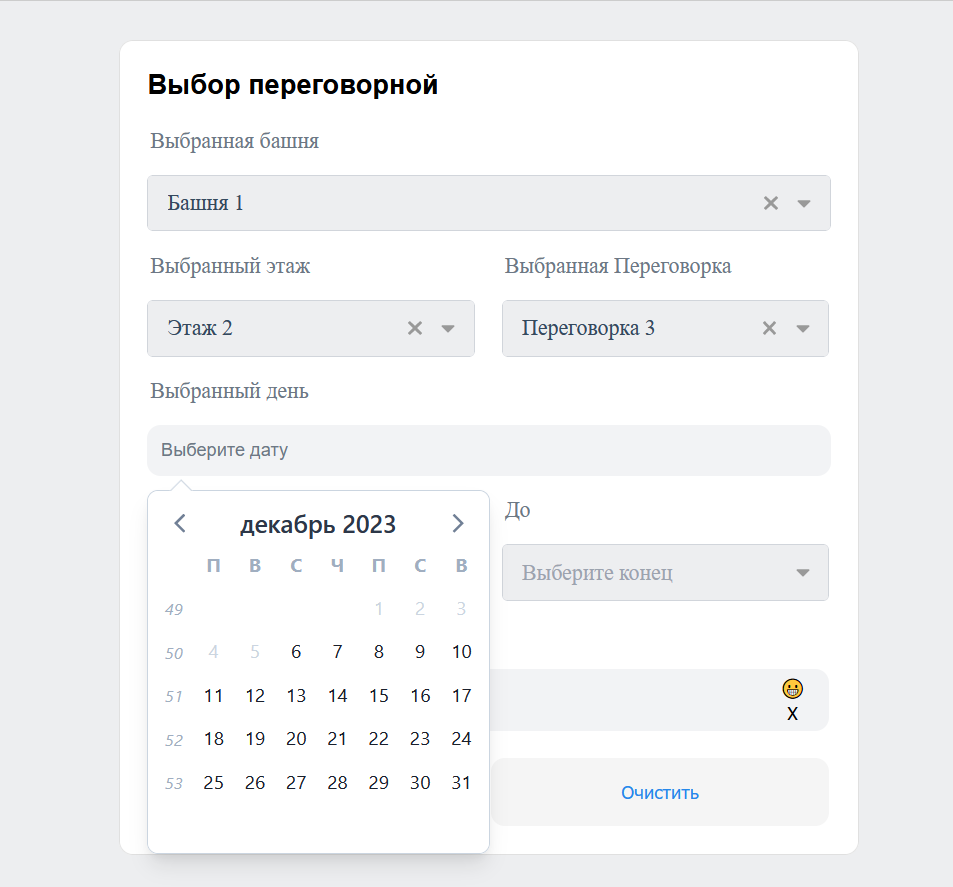 Выбор переговорной
Выбранная башня
Башня 1
Выбранный этаж
Выбранная Переговорка
Этаж 2
Переговорка 3
Выбранный день
Выберите дату
декабрь 2023
П В С Ч П С В
49 1 2 3
50 4 5 6 7 8 9 10
51 11 12 13 14 15 16 17
52 18 19 20 21 22 23 24
53 25 26 27 28 29 30 31
До
Выберите конец
X
Очистить